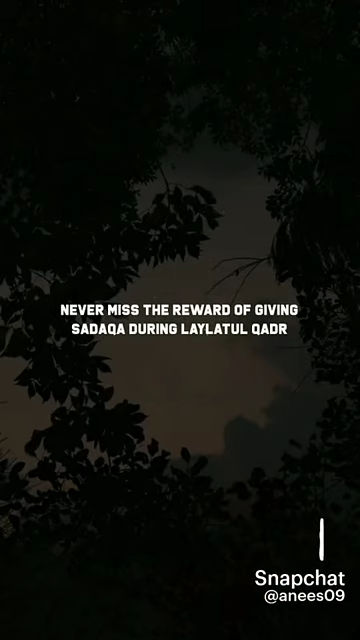 NEVER MISS THE REWARD OF GIVING
SADAQA DURING LAYLATUL QADR
Snapchat
@anees09